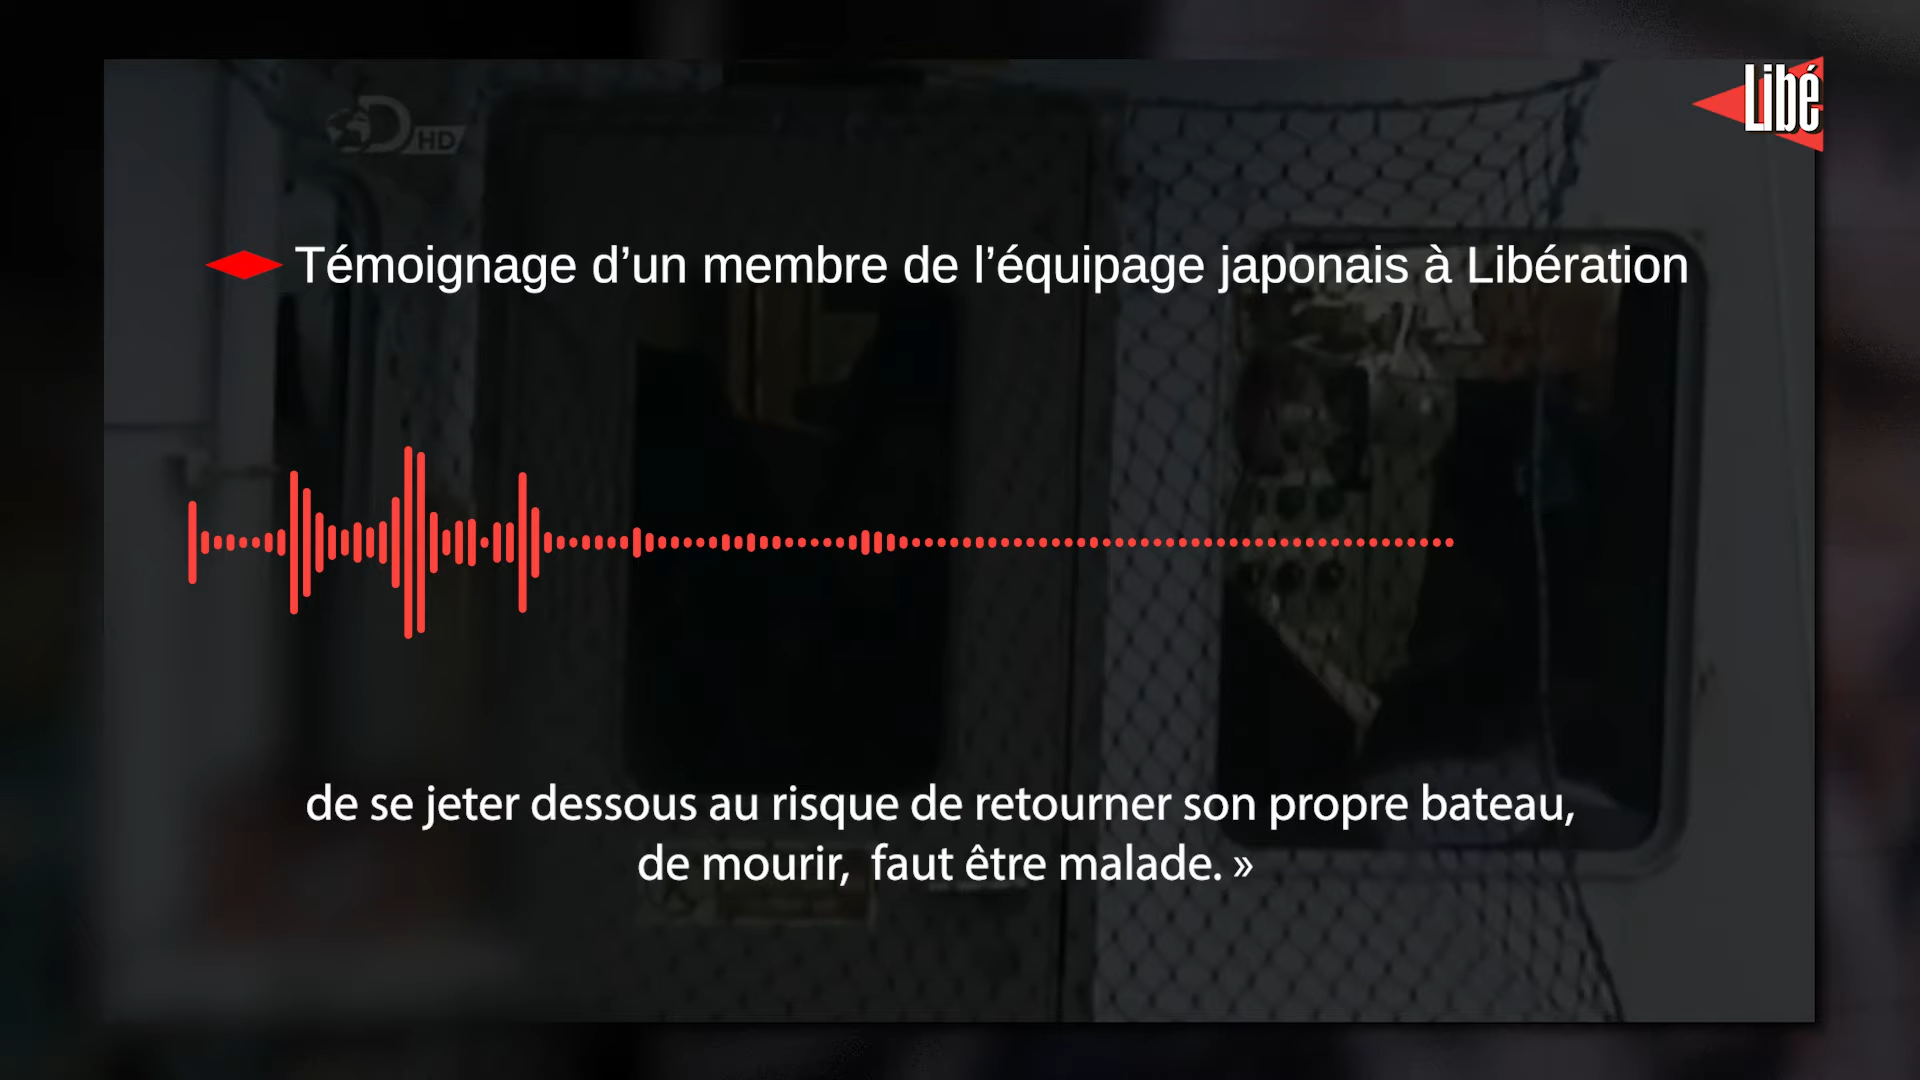 Libé
HD
Témoignage d’un membre de l’équipage japonais à Libération
de se jeter dessous au risque de retourner son propre bateau,
de mourir,  faut être malade. »